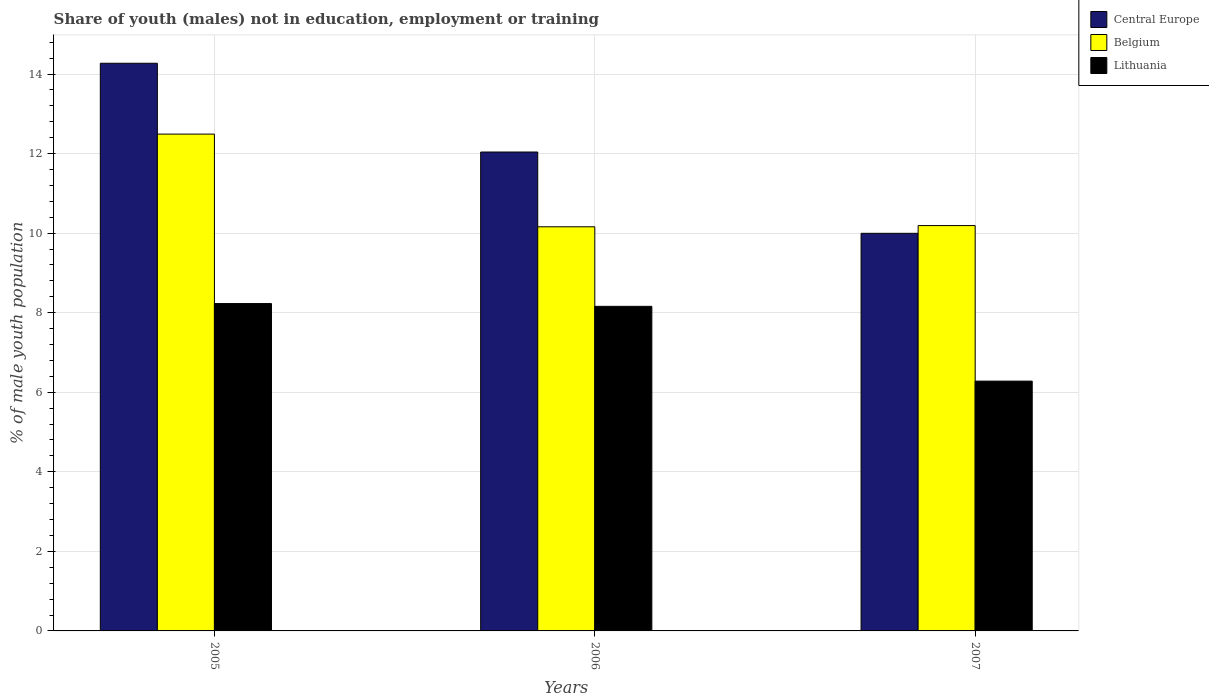 Share of youth (males) not in education, employment or training
Central Europe
Belgium
Lithuania
% of male youth population
14
12
10
8
6
4
2
0
2005
2006
2007
Years